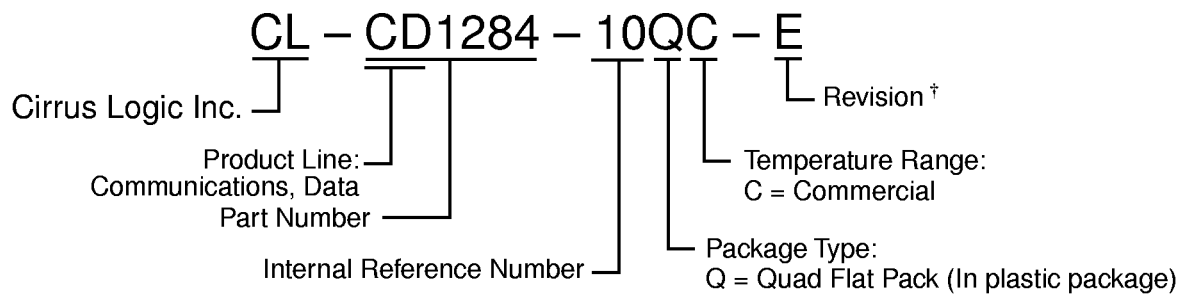 CL – CD1284 – 10QC – E
Revision †
Cirrus Logic Inc.
Product Line:
Communications, Data
Temperature Range:
C = Commercial
Part Number
Package Type:
Q = Quad Flat Pack (In plastic package)
Internal Reference Number